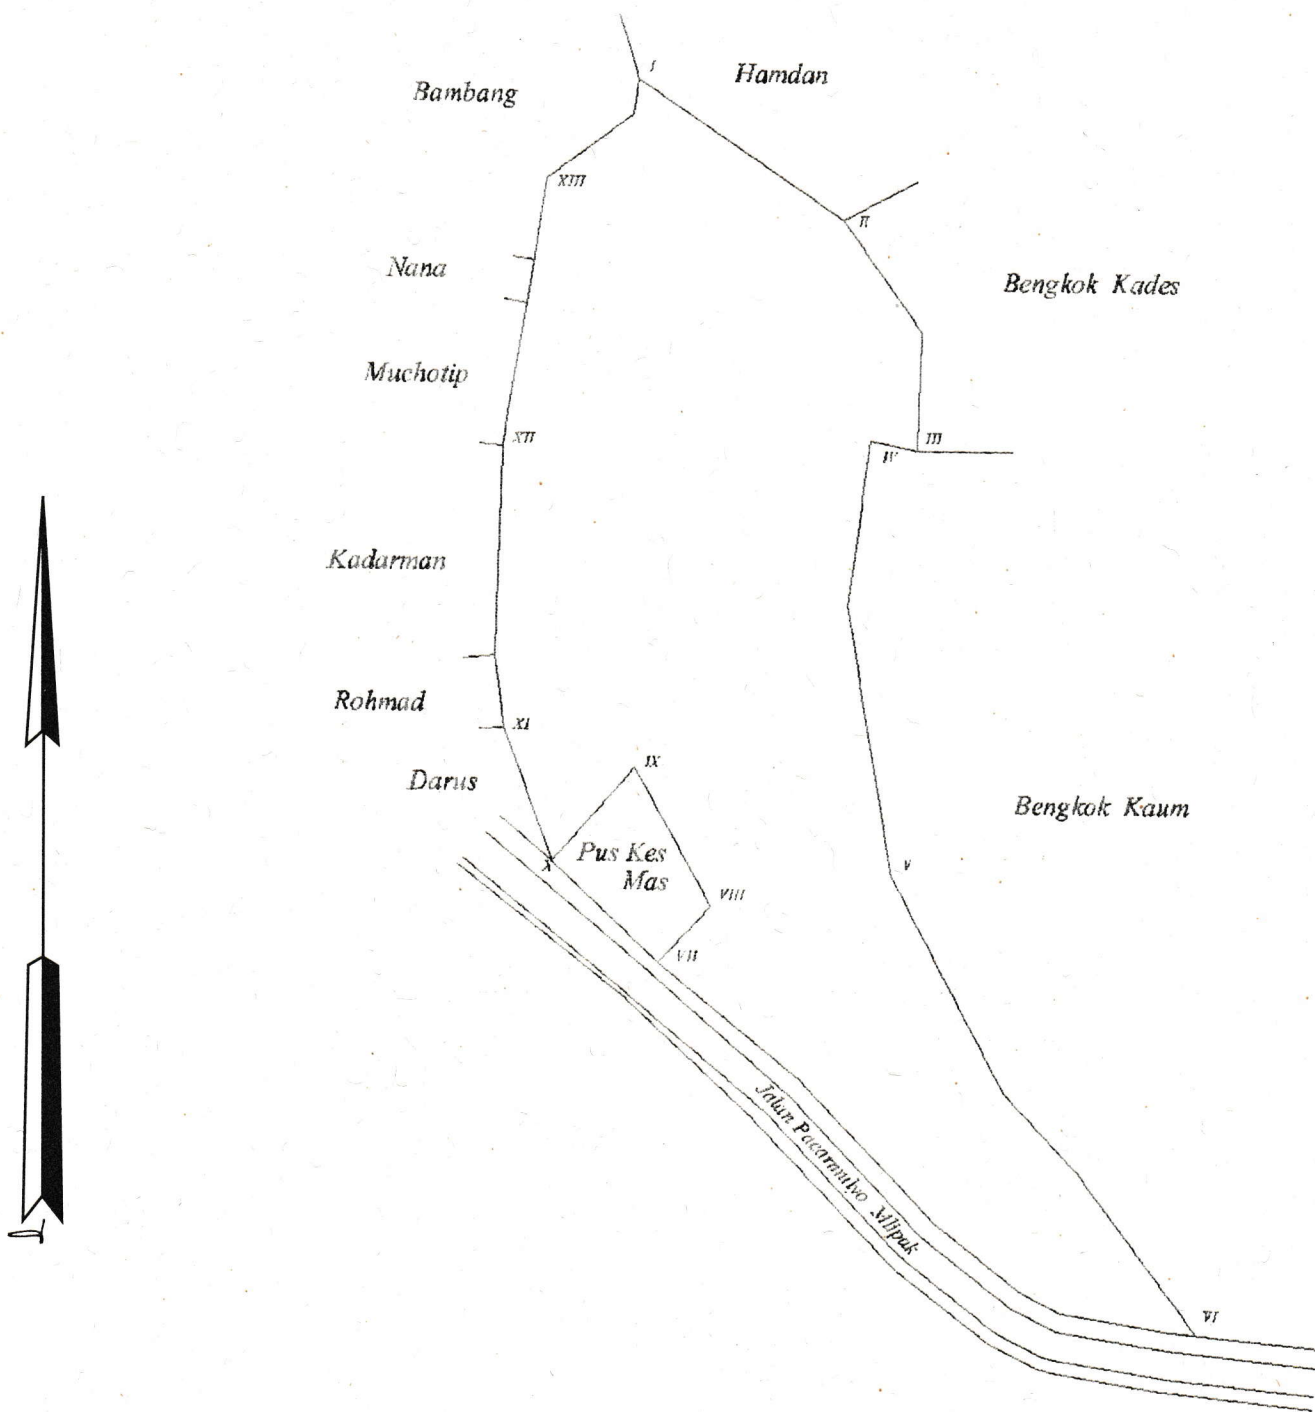 I
Hamdan
Bambang
XIII
II
Nana
Bengkok Kades
Muchotip
XII
III
IV
Kadarman
Rohmad
XI
IX
Darus
Bengkok Kaum
X
Pus Kes
Mas
V
VIII
VII
Jalan Pacarmulyo Mlipak
VI